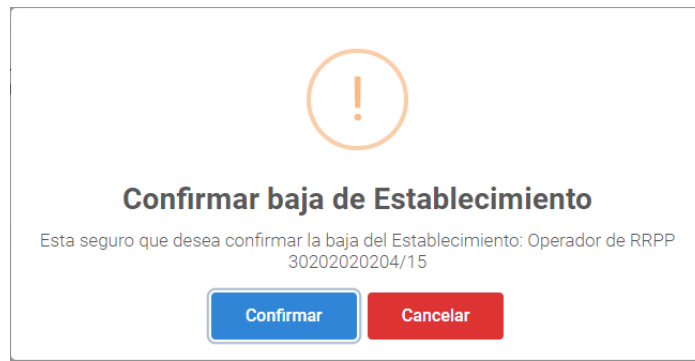 !
Confirmar baja de Establecimiento
Esta seguro que desea confirmar la baja del Establecimiento: Operador de RRPP
30202020204/15
Confirmar
Cancelar